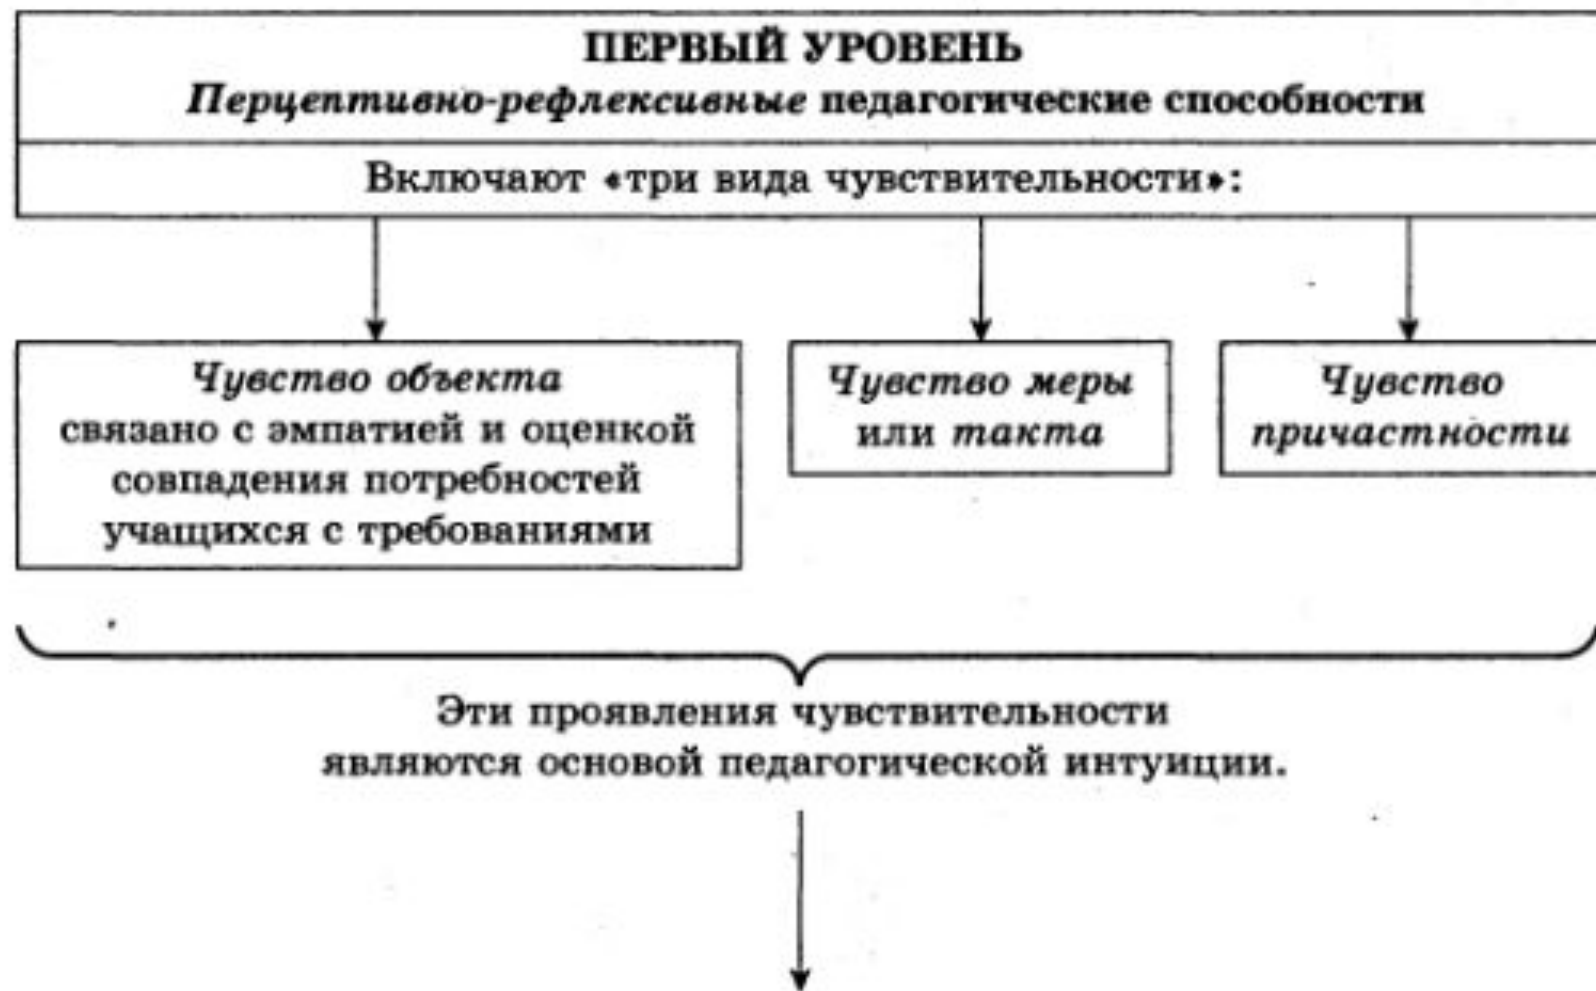 ПЕРВЫЙ УРОВЕНЬ
Перцептивно-рефлексивные педагогические способности
Включают «три вида чувствительности»:
Чувство объекта
связано с эмпатией и оценкой
совпадения потребностей
учащихся с требованиями
Чувство меры
или такта
Чувство
причастности
Эти проявления чувствительности
являются основой педагогической интуиции.